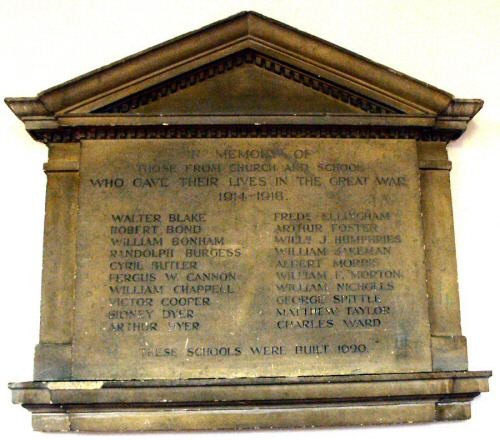 IN MEMORY OF
THOSE FROM CHURCH AND SCHOOL
WHO GAVE THEIR LIVES IN THE GREAT WAR
1914-1918.
WALTER BLAKE
ROBERT BOND
WILLIAM BONHAM
RANDOLPH BURGESS
CYRIL BUTLER
FERGUS W. CANNON
WILLIAM CHAPPELL
VICTOR COOPER
SIDNEY DYER
ARTHUR DYER
FREDK ELLINGHAM
ARTHUR FOSTER
WILLM J. HUMPHRIES
WILLIAM JAKEMAN
ALBERT MORRIS
WILLIAM F. MORTON
WILLIAM NICHOLLS
GEORGE SPITTLE
MATTHEW TAYLOR
CHARLES WARD
THESE SCHOOLS WERE BUILT 1890.